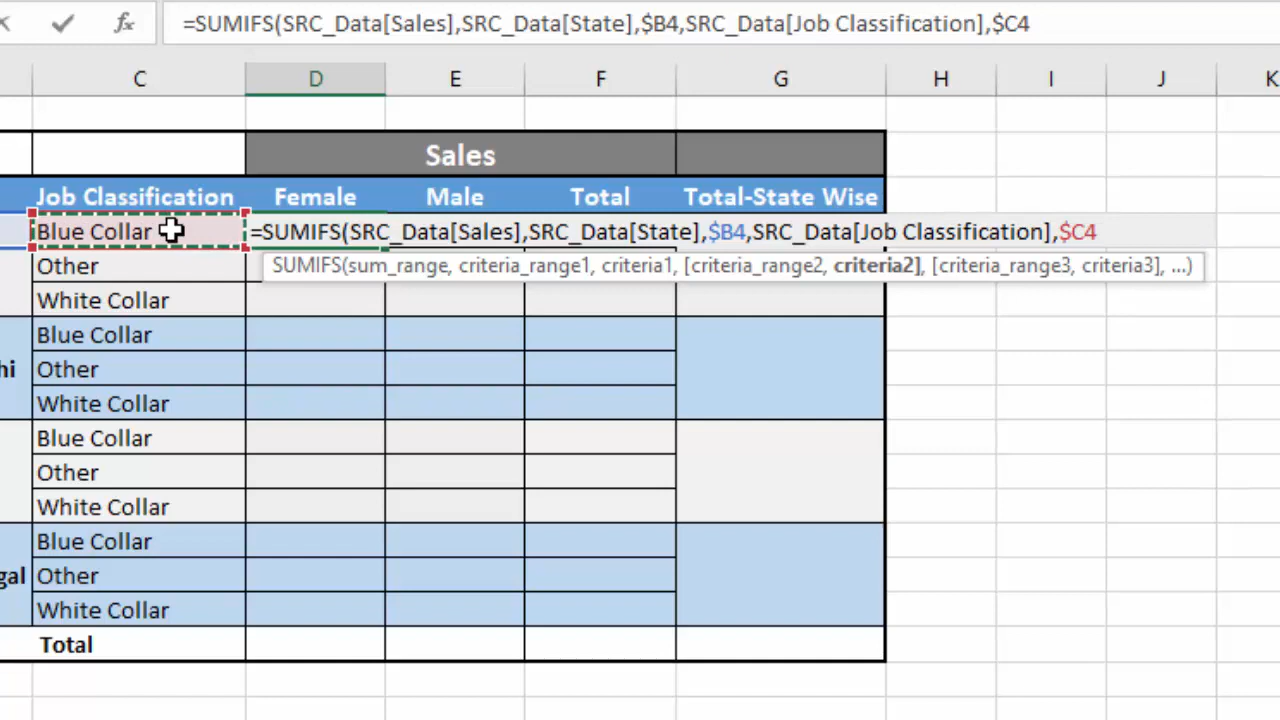 fx =SUMIFS(SRC_Data[Sales],SRC_Data[State],$B4,SRC_Data[Job Classification],$C4
C D E F G H I J K
Sales
Job Classification Female Male Total Total-State Wise
Blue Collar =SUMIFS(SRC_Data[Sales],SRC_Data[State],$B4,SRC_Data[Job Classification],$C4
Other SUMIFS(sum_range, criteria_range1, criteria1, [criteria_range2, criteria2], [criteria_range3, criteria3], ...)
White Collar
Blue Collar
hi Other
White Collar
Blue Collar
Other
White Collar
Blue Collar
gal Other
White Collar
Total